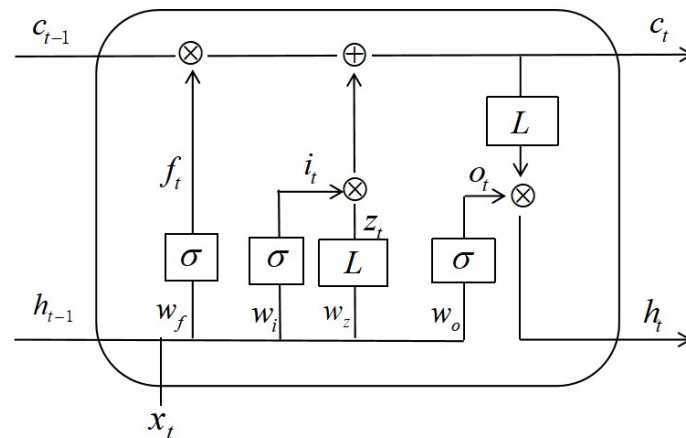 c_{t-1} c_t
L
f_t i_t o_t
z_t
σ σ L σ
h_{t-1} w_f w_i w_z w_o h_t
x_t